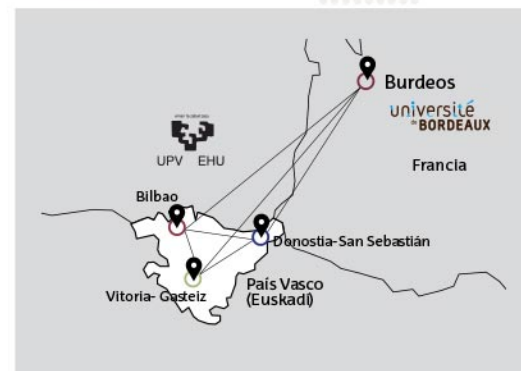 Burdeos
université
de BORDEAUX
UPV EHU
Francia
Bilbao
Donostia-San Sebastián
Vitoria- Gasteiz
País Vasco
(Euskadi)